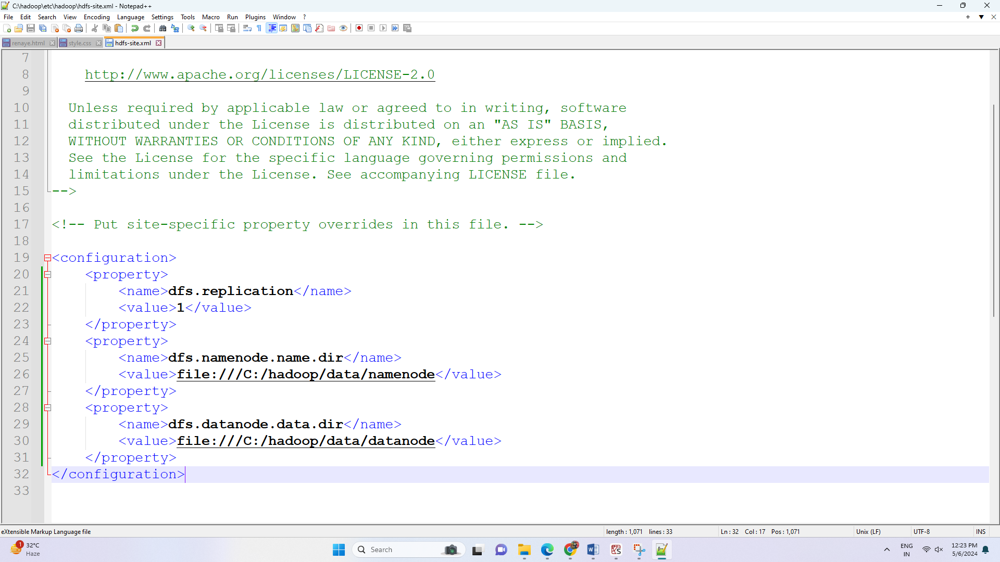 C:\hadoop\etc\hadoop\hdfs-site.xml - Notepad++
File Edit Search View Encoding Language Settings Tools Macro Run Plugins Window ?
renaye.html style.css hdfs-site.xml
7
8 http://www.apache.org/licenses/LICENSE-2.0
9
10 Unless required by applicable law or agreed to in writing, software
11 distributed under the License is distributed on an "AS IS" BASIS,
12 WITHOUT WARRANTIES OR CONDITIONS OF ANY KIND, either express or implied.
13 See the License for the specific language governing permissions and
14 limitations under the License. See accompanying LICENSE file.
15 -->
16
17 <!-- Put site-specific property overrides in this file. -->
18
19 <configuration>
20 <property>
21 <name>dfs.replication</name>
22 <value>1</value>
23 </property>
24 <property>
25 <name>dfs.namenode.name.dir</name>
26 <value>file:///C:/hadoop/data/namenode</value>
27 </property>
28 <property>
29 <name>dfs.datanode.data.dir</name>
30 <value>file:///C:/hadoop/data/datanode</value>
31 </property>
32 </configuration>
33
eXtensible Markup Language file length : 1,071 lines : 33 Ln : 32 Col : 17 Pos : 1,071 Unix (LF) UTF-8 INS
1
32°C
Haze
Search
ENG
IN
12:23 PM
5/6/2024